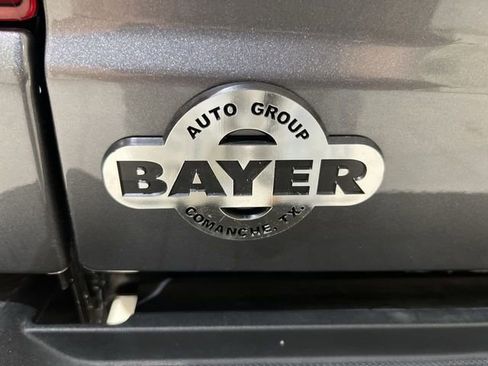 AUTO GROUP
BAYER
COMANCHE, TX.